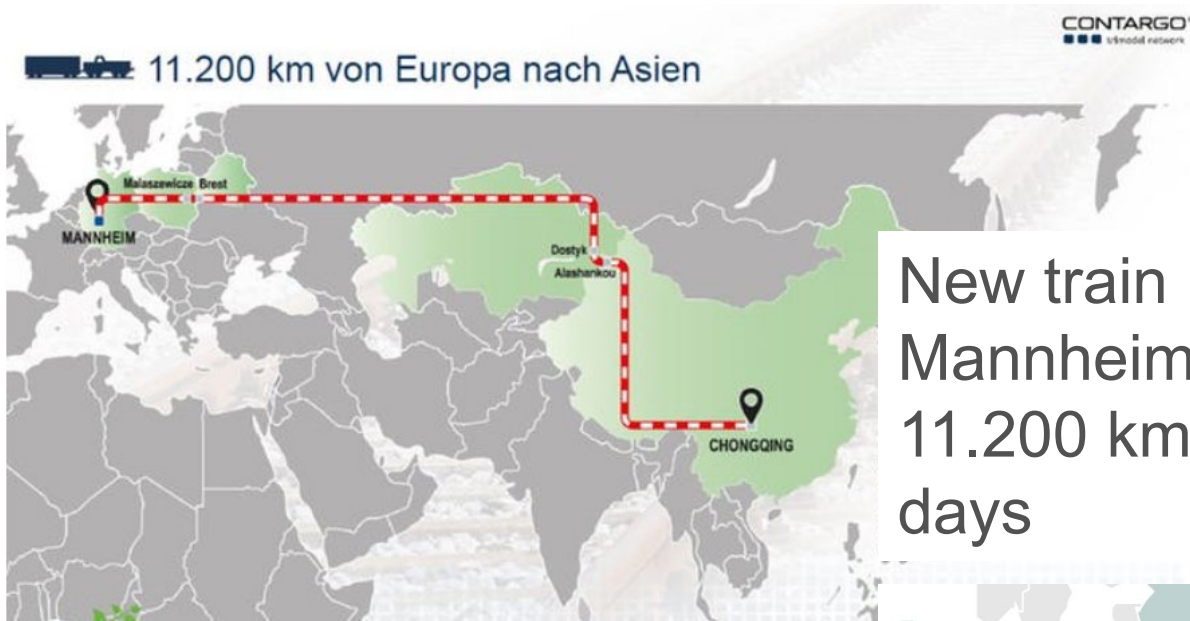 CONTARGO
trimodal network
11.200 km von Europa nach Asien
Malaszewicze Brest
MANNHEIM
Dostyk
Alashankou
CHONGQING
New train
Mannheim
11.200 km
days